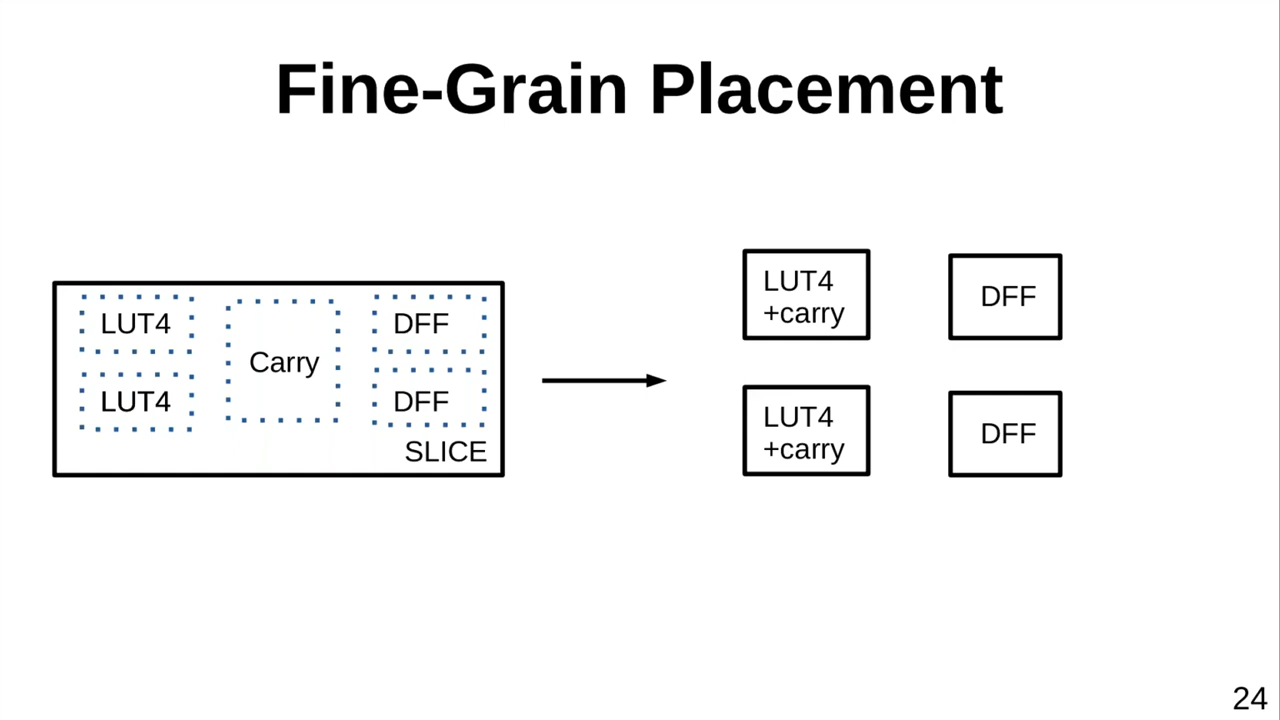 Fine-Grain Placement
LUT4
LUT4
Carry
DFF
DFF
SLICE
LUT4
+carry
DFF
LUT4
+carry
DFF
24